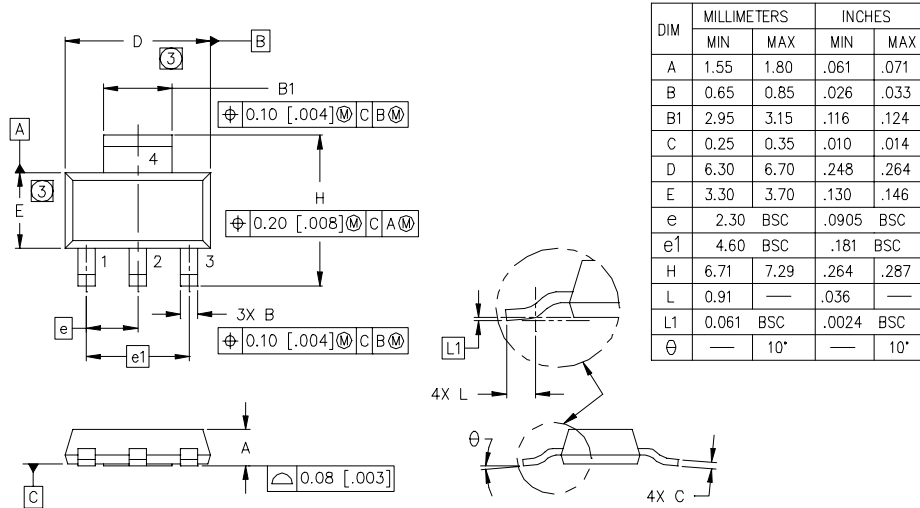 D
B
3
B1
⌖ 0.10 [.004]Ⓜ C BⓂ
A
4
3
E
H
⌖ 0.20 [.008]Ⓜ C AⓂ
1 2 3
e
3X B
e1
⌖ 0.10 [.004]Ⓜ C BⓂ
L1
4X L
A
⌓ 0.08 [.003]
C
θ
4X C
DIM MILLIMETERS INCHES
MIN MAX MIN MAX
A 1.55 1.80 .061 .071
B 0.65 0.85 .026 .033
B1 2.95 3.15 .116 .124
C 0.25 0.35 .010 .014
D 6.30 6.70 .248 .264
E 3.30 3.70 .130 .146
e 2.30 BSC .0905 BSC
e1 4.60 BSC .181 BSC
H 6.71 7.29 .264 .287
L 0.91 — .036 —
L1 0.061 BSC .0024 BSC
θ — 10° — 10°